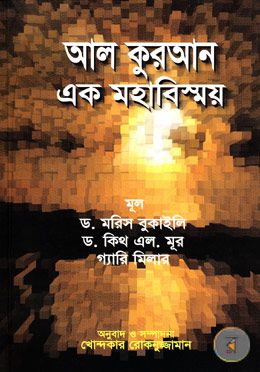 আল কুরআন
এক মহাবিস্ময়
মূল
ড. মরিস বুকাইলি
ড. কিথ এল. মূর
গ্যারি মিলার
অনুবাদ ও সম্পাদনা
খোন্দকার রোকনুজ্জামান